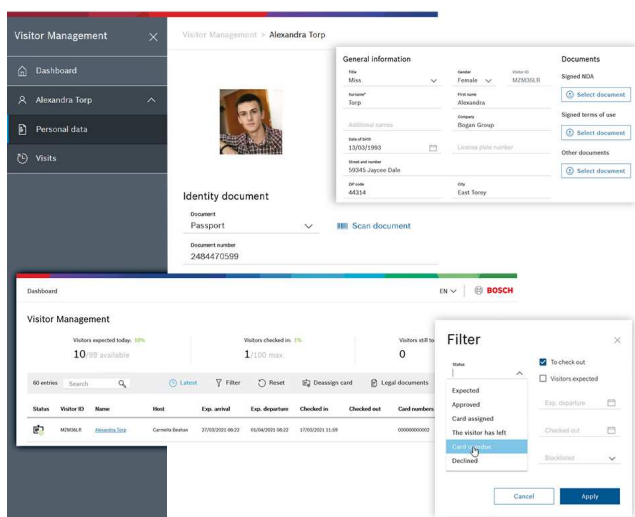 Visitor Management
Visitor Management > Alexandra Torp
Dashboard
Alexandra Torp
Personal data
Visits
General information
Title
Miss
Gender
Female
Visitor ID
MZM36LR
Surname*
Torp
First name
Alexandra
Additional names
Company
Bogan Group
Date of birth
13/03/1993
License plate number
Street and number
59345 Jaycee Dale
ZIP code
44314
City
East Torey
Documents
Signed NDA
Select document
Signed terms of use
Select document
Other documents
Select document
Identity document
Document
Passport
Scan document
Document number
2484470599
Dashboard
EN
BOSCH
Visitor Management
Visitors expected today: 10%
10/99 available
Visitors checked in: 1%
1/100 max.
Visitors still to
0
60 entries
Search
Latest
Filter
Reset
Deassign card
Legal documents
Status Visitor ID Name Host Exp. arrival Exp. departure Checked in Checked out Card numbers
MZM36LR Alexandra Torp Carmella Beahan 27/03/2021 06:22 01/04/2021 06:22 17/03/2021 11:59
Filter
Status
Expected
Approved
Card assigned
The visitor has left
Declined
To check out
Visitors expected
Exp. departure
Checked out
Blocklisted
Cancel
Apply